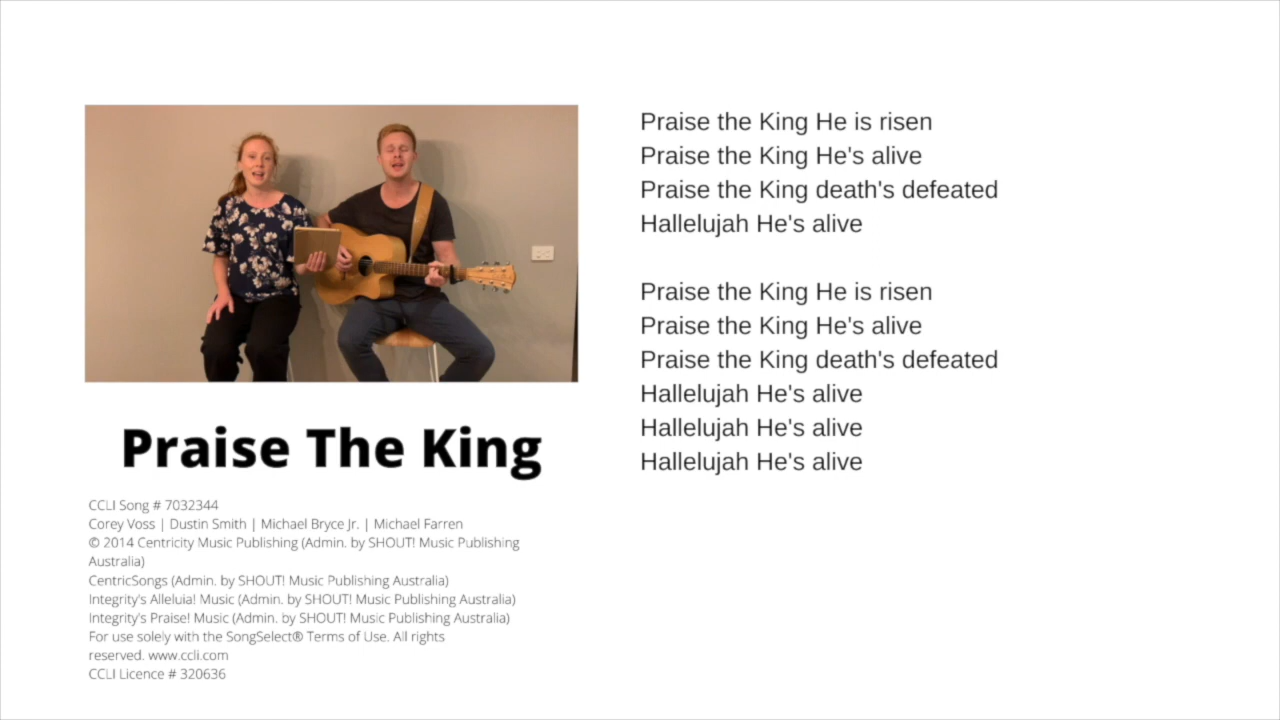 Praise the King He is risen
Praise the King He's alive
Praise the King death's defeated
Hallelujah He's alive
Praise the King He is risen
Praise the King He's alive
Praise the King death's defeated
Hallelujah He's alive
Hallelujah He's alive
Hallelujah He's alive
Praise The King
CCLI Song # 7032344
Corey Voss | Dustin Smith | Michael Bryce Jr. | Michael Farren
© 2014 Centricity Music Publishing (Admin. by SHOUT! Music Publishing
Australia)
CentricSongs (Admin. by SHOUT! Music Publishing Australia)
Integrity's Alleluia! Music (Admin. by SHOUT! Music Publishing Australia)
Integrity's Praise! Music (Admin. by SHOUT! Music Publishing Australia)
For use solely with the SongSelect® Terms of Use. All rights
reserved. www.ccli.com
CCLI Licence # 320636